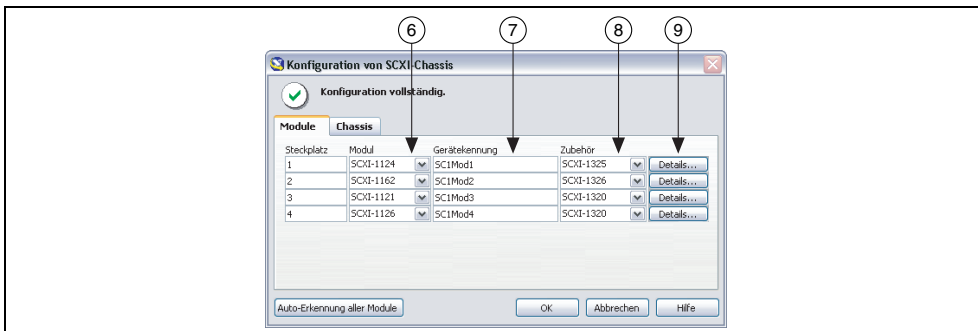 6 7 8 9
Konfiguration von SCXI-Chassis
Konfiguration vollständig.
Module Chassis
Steckplatz Modul Gerätekennung Zubehör
1 SCXI-1124 SC1Mod1 SCXI-1325 Details...
2 SCXI-1162 SC1Mod2 SCXI-1326 Details...
3 SCXI-1121 SC1Mod3 SCXI-1320 Details...
4 SCXI-1126 SC1Mod4 SCXI-1320 Details...
Auto-Erkennung aller Module OK Abbrechen Hilfe